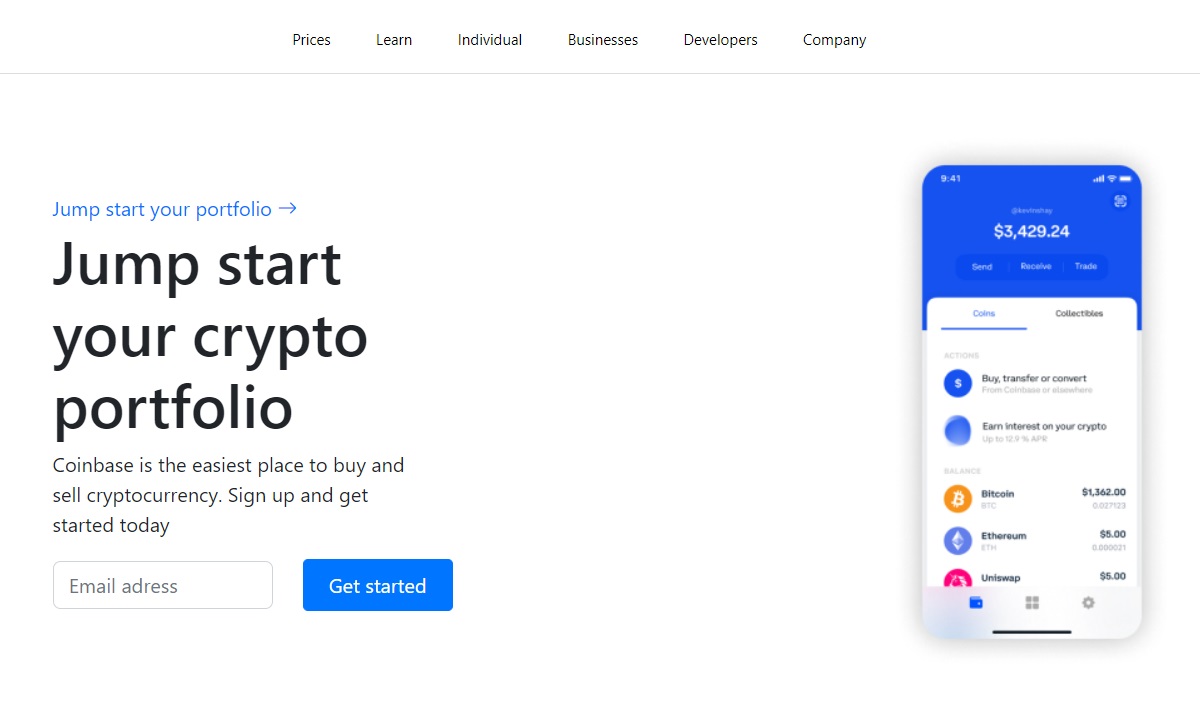 Prices Learn Individual Businesses Developers Company
Jump start your portfolio →
Jump start
your crypto
portfolio
Coinbase is the easiest place to buy and
sell cryptocurrency. Sign up and get
started today
Email adress
Get started
9:41
@kevinshay
$3,429.24
Send Receive Trade
Coins Collectibles
ACTIONS
$ Buy, transfer or convert
From Coinbase or elsewhere
Earn interest on your crypto
Up to 12.9 % APR
BALANCE
Bitcoin $1,362.00
BTC 0.027123
Ethereum $5.00
ETH 0.000021
Uniswap $5.00